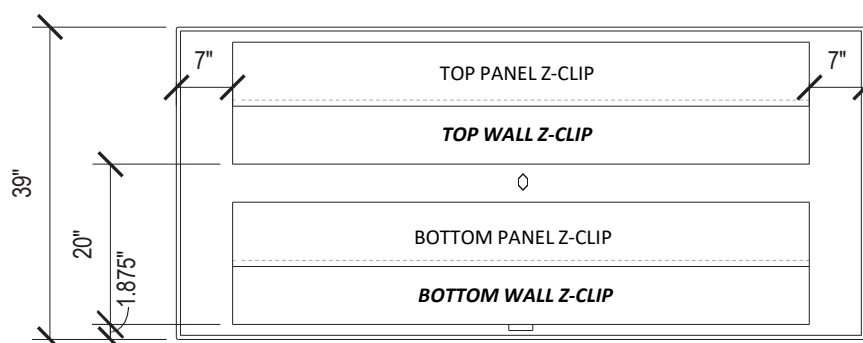 7"
7"
TOP PANEL Z-CLIP
TOP WALL Z-CLIP
39"
20"
1.875"
BOTTOM PANEL Z-CLIP
BOTTOM WALL Z-CLIP